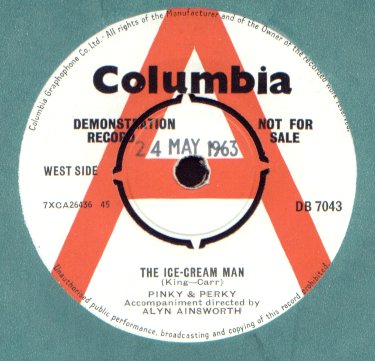 Columbia Graphophone Co. Ltd. - All rights of the Manufacturer and of the Owner of the recorded work reserved
Columbia
DEMONSTRATION NOT FOR
RECORD SALE
24 MAY 1963
WEST SIDE
7XCA26436 45
DB 7043
THE ICE-CREAM MAN
(King—Carr)
PINKY & PERKY
Accompaniment directed by
ALYN AINSWORTH
Unauthorised public performance, broadcasting and copying of this record prohibited.